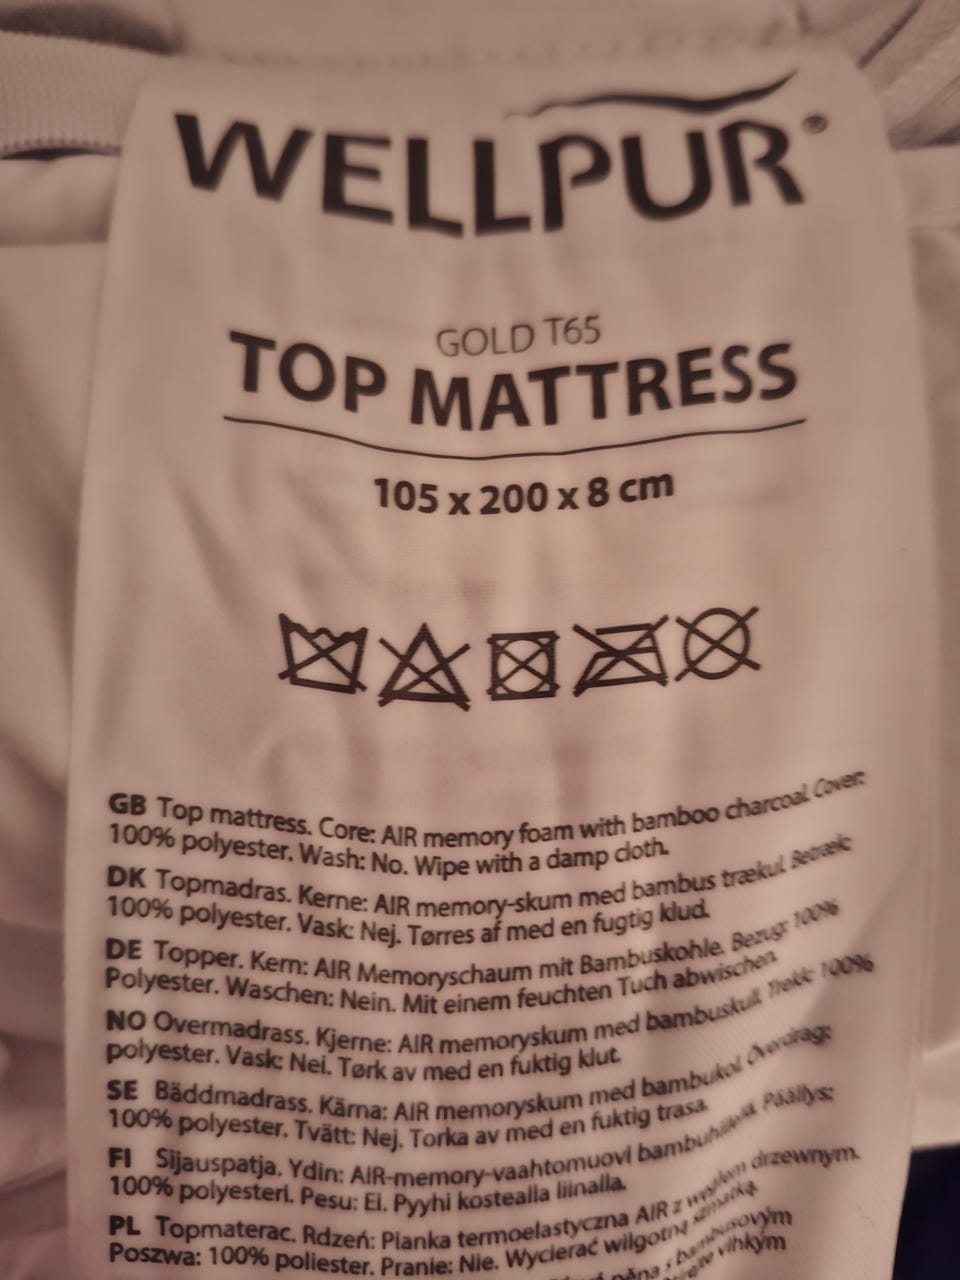 WELLPUR®
GOLD T65
TOP MATTRESS
105 x 200 x 8 cm
GB Top mattress. Core: AIR memory foam with bamboo charcoal. Cover:
100% polyester. Wash: No. Wipe with a damp cloth.
DK Topmadras. Kerne: AIR memory-skum med bambus trækul. Betræk:
100% polyester. Vask: Nej. Tørres af med en fugtig klud.
DE Topper. Kern: AIR Memoryschaum mit Bambuskohle. Bezug: 100%
Polyester. Waschen: Nein. Mit einem feuchten Tuch abwischen.
NO Overmadrass. Kjerne: AIR memoryskum med bambuskull. Trekk: 100%
polyester. Vask: Nei. Tørk av med en fuktig klut.
SE Bäddmadrass. Kärna: AIR memoryskum med bambukol. Överdrag:
100% polyester. Tvätt: Nej. Torka av med en fuktig trasa.
FI Sijauspatja. Ydin: AIR-memory-vaahtomuovi bambuhiilellä. Päällys:
100% polyesteri. Pesu: Ei. Pyyhi kostealla liinalla.
PL Topmaterac. Rdzeń: Pianka termoelastyczna AIR z węglem drzewnym.
Poszwa: 100% poliester. Pranie: Nie. Wycierać wilgotną szmatką.
pěna s bambusovým
vlhkým